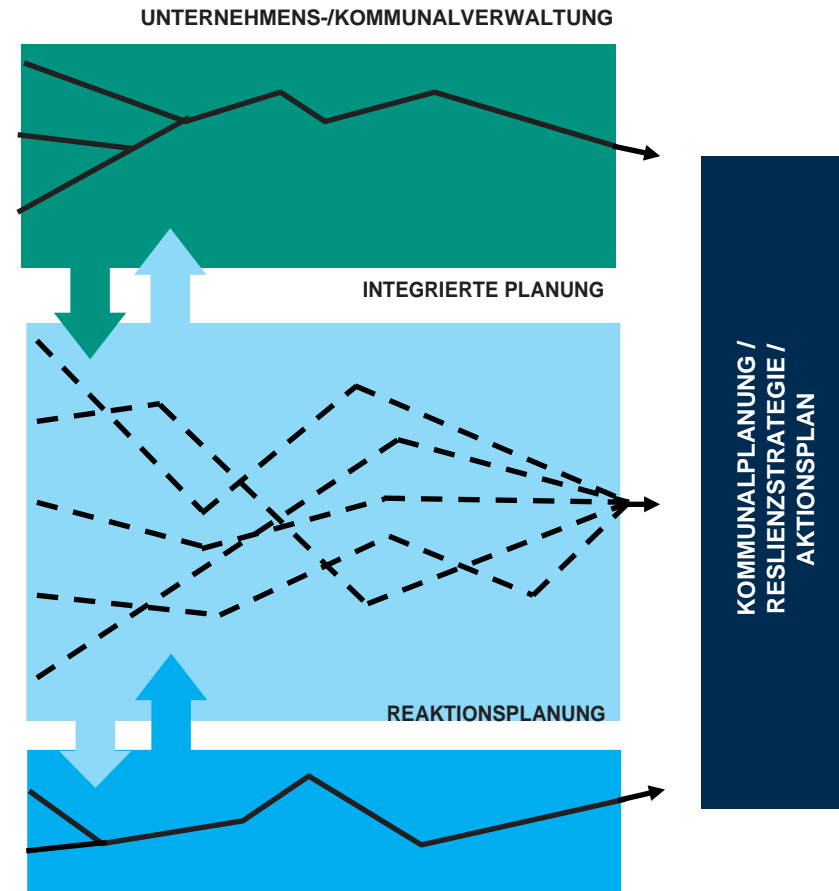 UNTERNEHMENS-/KOMMUNALVERWALTUNG
INTEGRIERTE PLANUNG
REAKTIONSPLANUNG
KOMMUNALPLANUNG /
RESLIENZSTRATEGIE /
AKTIONSPLAN